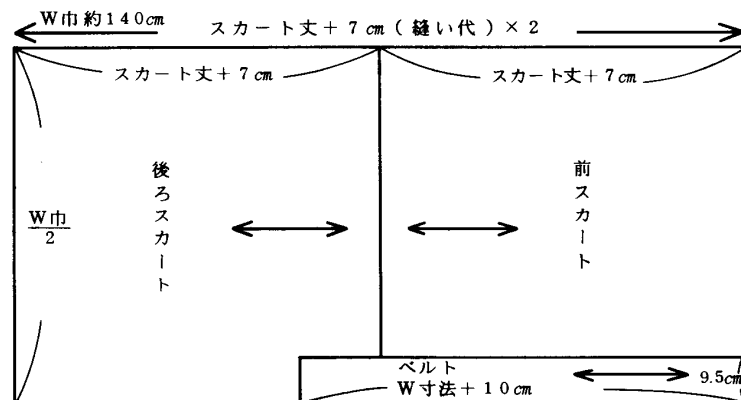 W巾約140cm
スカート丈+7cm(縫い代)×2
スカート丈+7cm
スカート丈+7cm
後ろスカート
前スカート
W巾
2
ベルト
W寸法+10cm
9.5cm